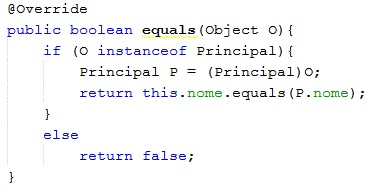 @Override
public boolean equals(Object O){
    if (O instanceof Principal){
        Principal P = (Principal)O;
        return this.nome.equals(P.nome);
    }
    else
        return false;
}